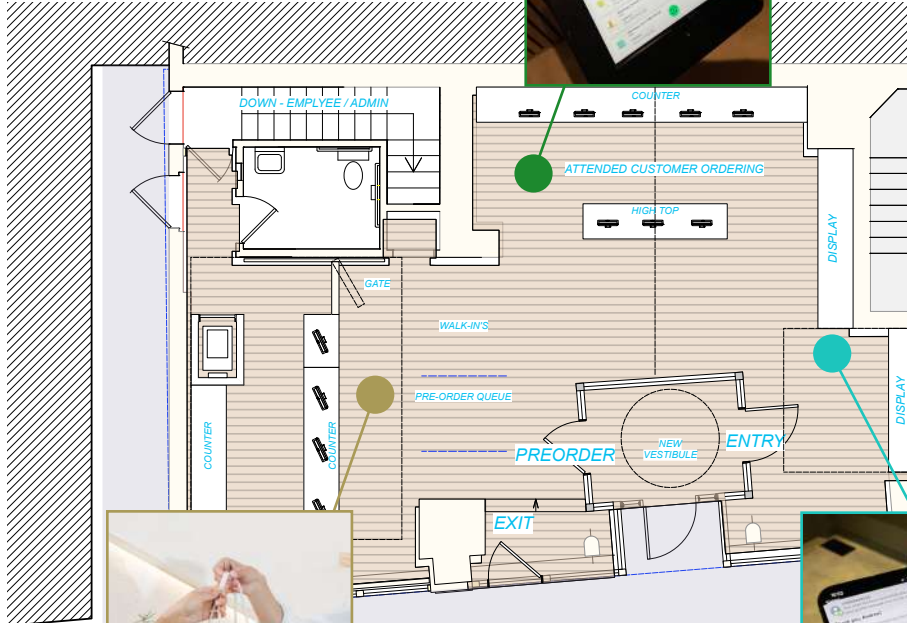 DOWN - EMPLYEE / ADMIN
COUNTER
ATTENDED CUSTOMER ORDERING
HIGH TOP
DISPLAY
GATE
WALK-IN'S
PRE-ORDER QUEUE
DISPLAY
COUNTER
COUNTER
PREORDER
NEW
VESTIBULE
ENTRY
EXIT